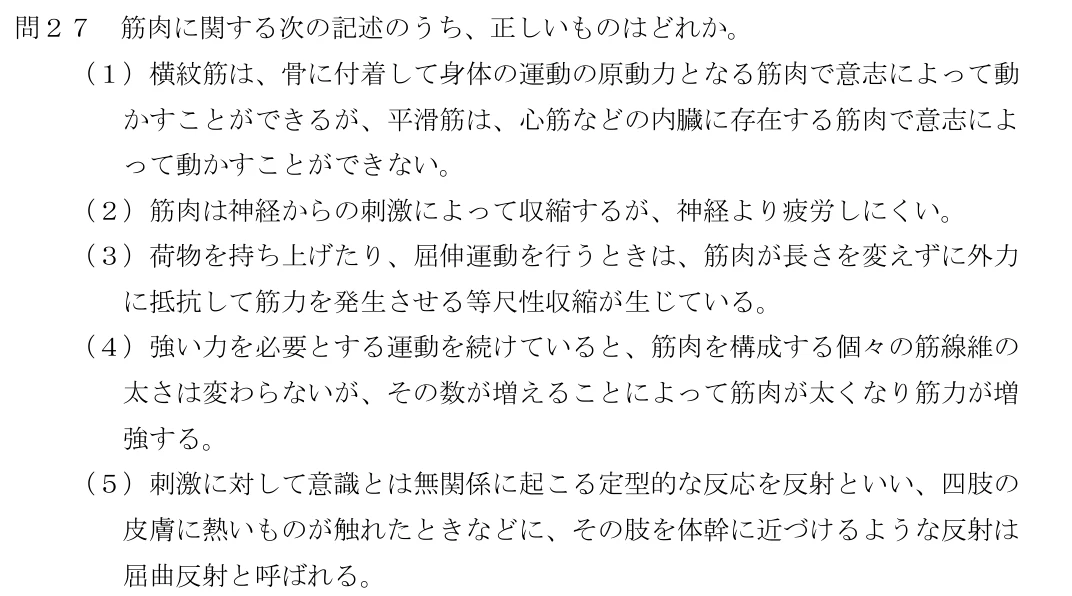 問２７　筋肉に関する次の記述のうち、正しいものはどれか。
（１）横紋筋は、骨に付着して身体の運動の原動力となる筋肉で意志によって動
かすことができるが、平滑筋は、心筋などの内臓に存在する筋肉で意志によ
って動かすことができない。
（２）筋肉は神経からの刺激によって収縮するが、神経より疲労しにくい。
（３）荷物を持ち上げたり、屈伸運動を行うときは、筋肉が長さを変えずに外力
に抵抗して筋力を発生させる等尺性収縮が生じている。
（４）強い力を必要とする運動を続けていると、筋肉を構成する個々の筋線維の
太さは変わらないが、その数が増えることによって筋肉が太くなり筋力が増
強する。
（５）刺激に対して意識とは無関係に起こる定型的な反応を反射といい、四肢の
皮膚に熱いものが触れたときなどに、その肢を体幹に近づけるような反射は
屈曲反射と呼ばれる。